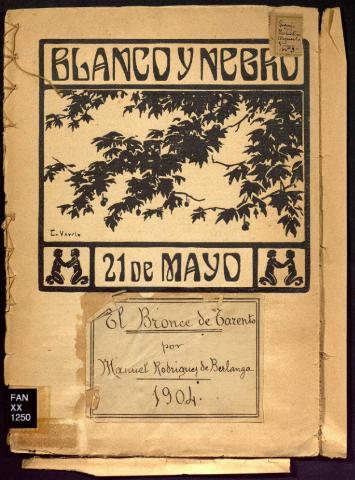 BLANCO Y NEGRO
E. Varela
21 DE MAYO
El Bronce de Tarento
por
Manuel Rodriguez de Berlanga
1904.
FAN
XX
1250